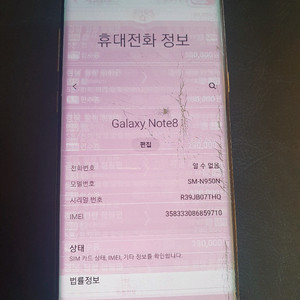 휴대전화 정보
Galaxy Note8
편집
전화번호 알 수 없음
모델번호 SM-N950N
시리얼 번호 R39JB07THQ
IMEI 358333086859710
상태
SIM 카드 상태, IMEI, 기타 정보를 확인합니다.
법률정보